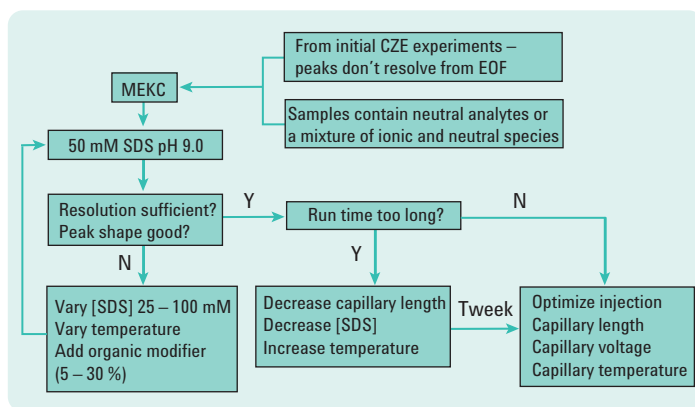 From initial CZE experiments –
peaks don't resolve from EOF
MEKC
Samples contain neutral analytes or
a mixture of ionic and neutral species
50 mM SDS pH 9.0
Resolution sufficient?
Peak shape good?
Y
Run time too long?
N
N
Y
Vary [SDS] 25 – 100 mM
Vary temperature
Add organic modifier
(5 – 30 %)
Decrease capillary length
Decrease [SDS]
Increase temperature
Tweek
Optimize injection
Capillary length
Capillary voltage
Capillary temperature